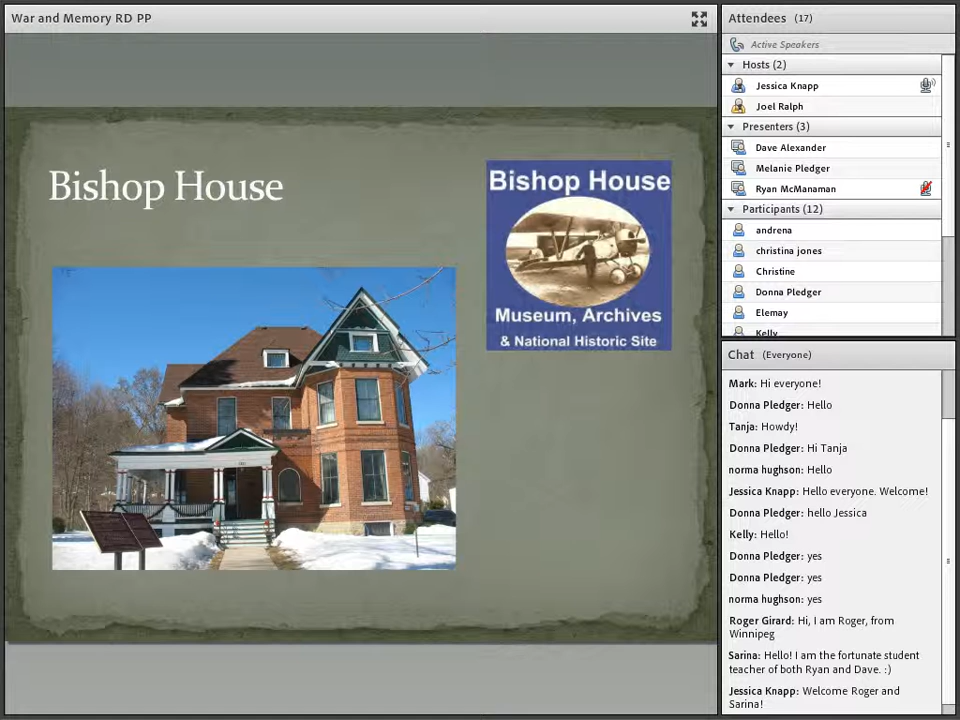 War and Memory RD PP
Bishop House
Bishop House
Museum, Archives
& National Historic Site
Attendees (17)
Active Speakers
Hosts (2)
Jessica Knapp
Joel Ralph
Presenters (3)
Dave Alexander
Melanie Pledger
Ryan McManaman
Participants (12)
andrena
christina jones
Christine
Donna Pledger
Elemay
Kelly
Chat (Everyone)
Mark: Hi everyone!
Donna Pledger: Hello
Tanja: Howdy!
Donna Pledger: Hi Tanja
norma hughson: Hello
Jessica Knapp: Hello everyone. Welcome!
Donna Pledger: hello Jessica
Kelly: Hello!
Donna Pledger: yes
Donna Pledger: yes
norma hughson: yes
Roger Girard: Hi, I am Roger, from
Winnipeg
Sarina: Hello! I am the fortunate student
teacher of both Ryan and Dave. :)
Jessica Knapp: Welcome Roger and
Sarina!